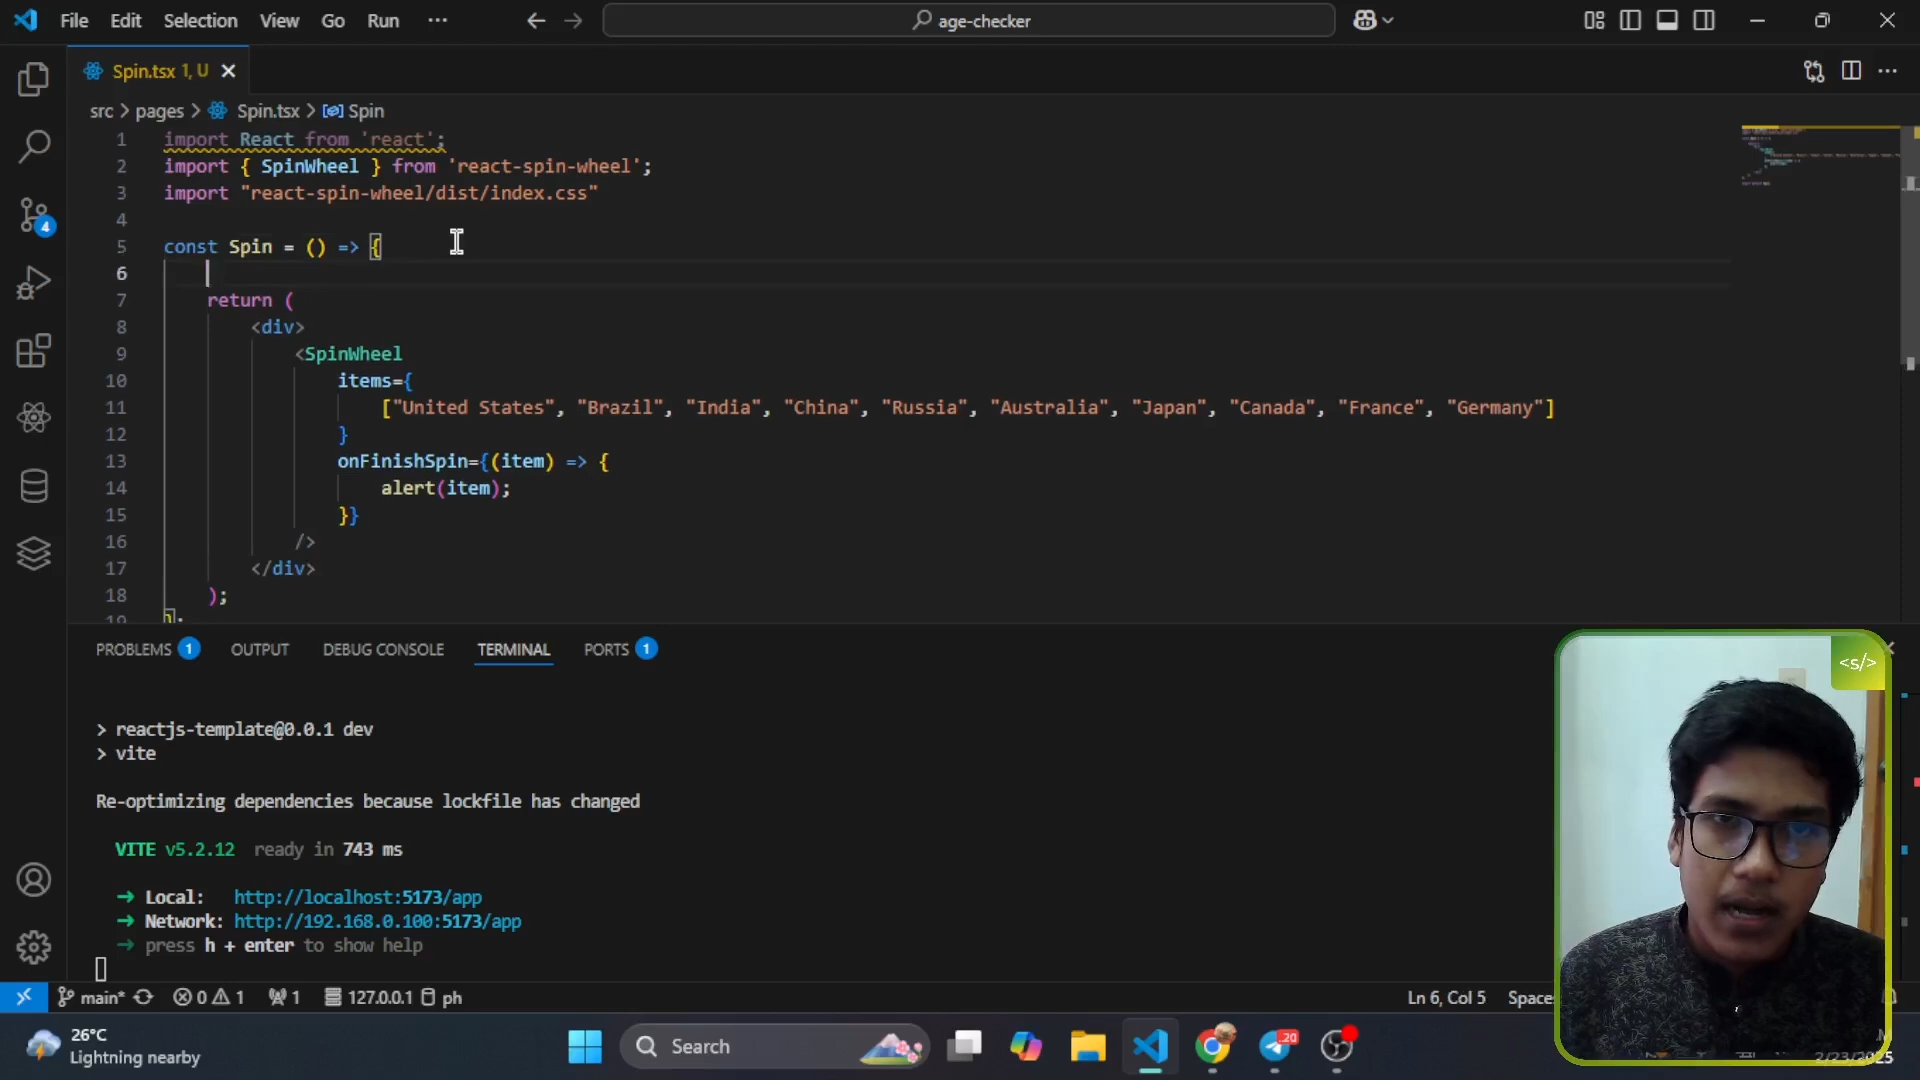 File Edit Selection View Go Run ··· age-checker
Spin.tsx 1, U
src > pages > Spin.tsx > Spin
1 import React from 'react';
2 import { SpinWheel } from 'react-spin-wheel';
3 import "react-spin-wheel/dist/index.css"
4
5 const Spin = () => {
6
7 return (
8 <div>
9 <SpinWheel
10 items={
11 ["United States", "Brazil", "India", "China", "Russia", "Australia", "Japan", "Canada", "France", "Germany"]
12 }
13 onFinishSpin={(item) => {
14 alert(item);
15 }}
16 />
17 </div>
18 );
19 };
4
PROBLEMS 1 OUTPUT DEBUG CONSOLE TERMINAL PORTS 1
<s/>
> reactjs-template@0.0.1 dev
> vite
Re-optimizing dependencies because lockfile has changed
VITE v5.2.12 ready in 743 ms
➜ Local: http://localhost:5173/app
➜ Network: http://192.168.0.100:5173/app
➜ press h + enter to show help
main* 0 1 1 127.0.0.1 ph Ln 6, Col 5 Spaces
26°C
Lightning nearby
Search
20
2/23/2025